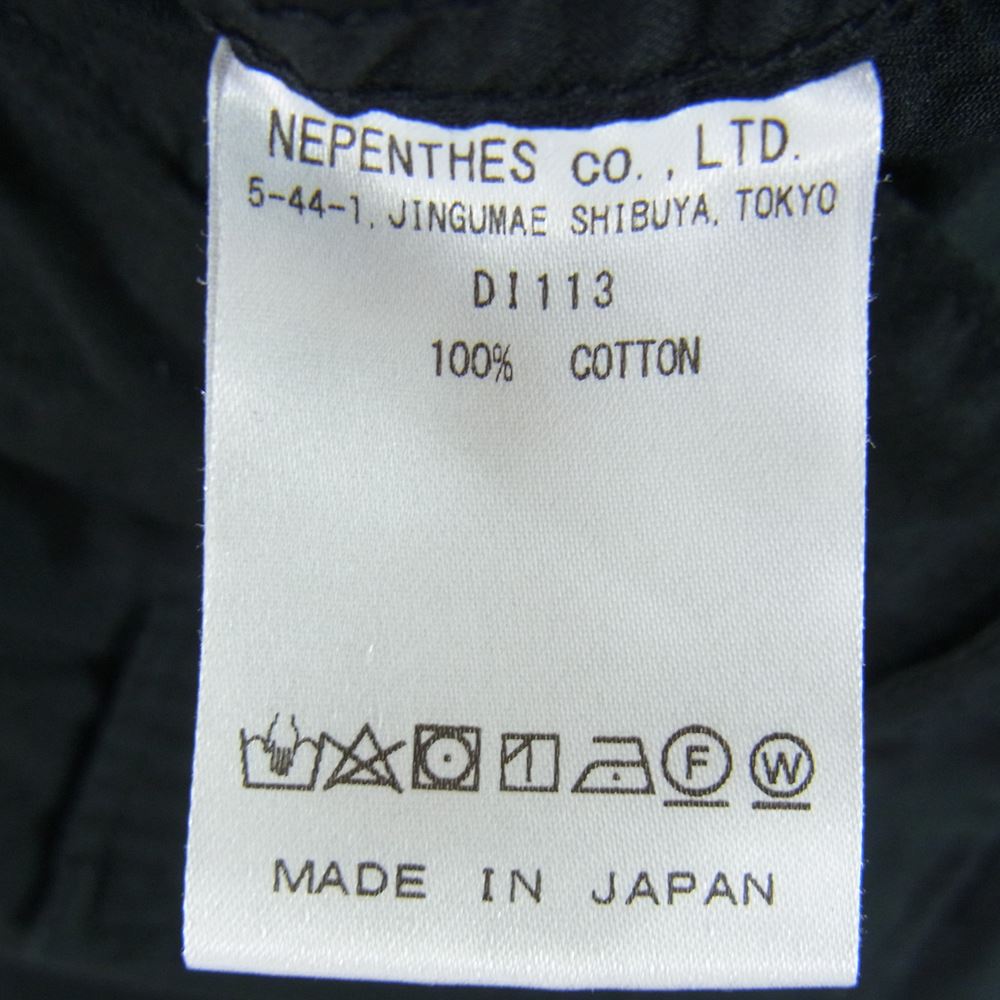 NEPENTHES CO., LTD.
5-44-1, JINGUMAE SHIBUYA, TOKYO
DI113
100% COTTON
F W
MADE IN JAPAN